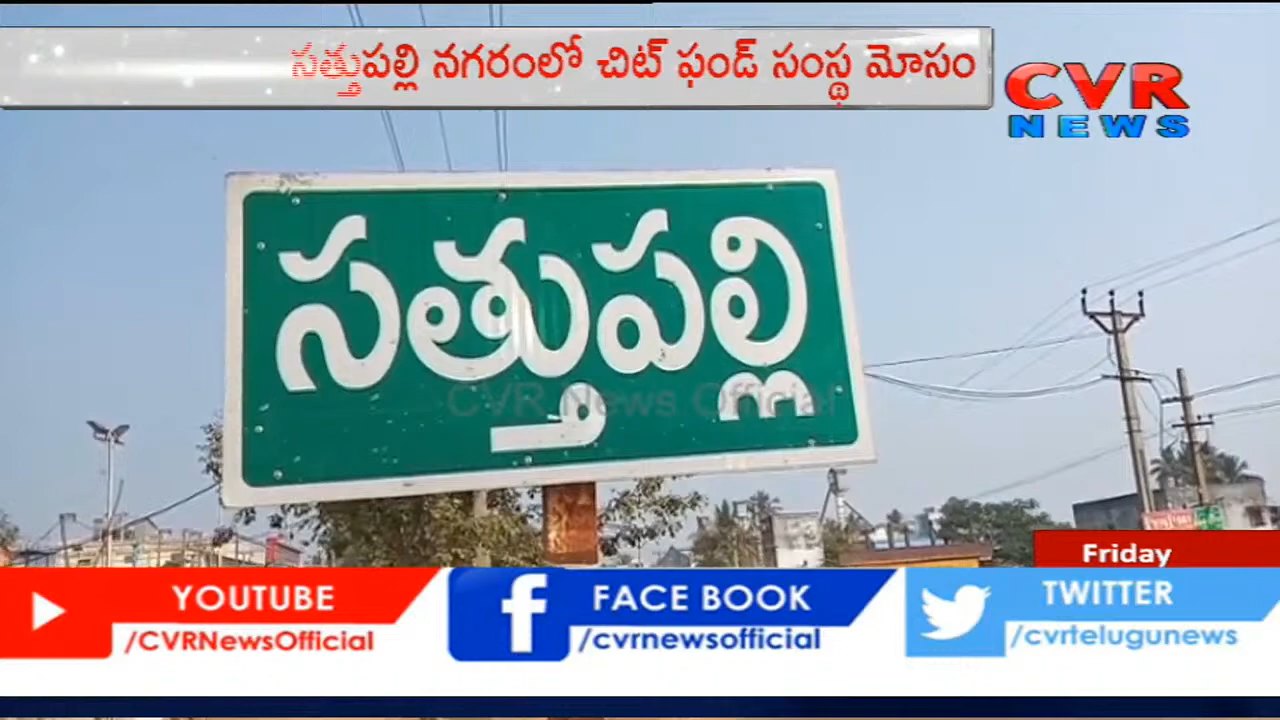 సత్తుపల్లి నగరంలో చిట్ ఫండ్ సంస్థ మోసం
CVR
NEWS
సత్తుపల్లి
CVR News Official
Friday
YOUTUBE
/CVRNewsOfficial
FACE BOOK
/cvrnewsofficial
TWITTER
/cvrtelugunews